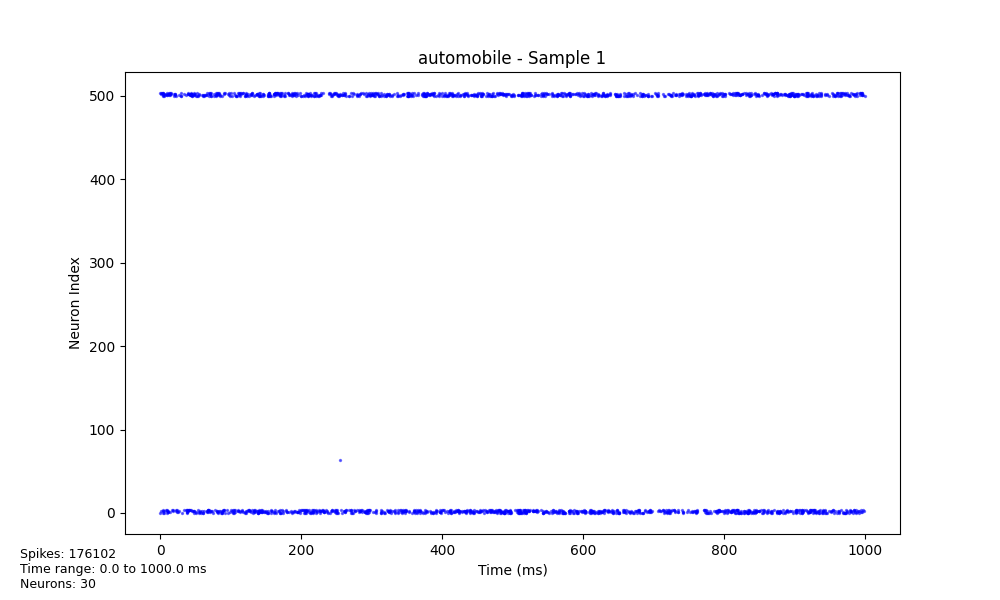 automobile - Sample 1
500
400
300
200
100
0
Neuron Index
0 200 400 600 800 1000
Time (ms)
Spikes: 176102
Time range: 0.0 to 1000.0 ms
Neurons: 30